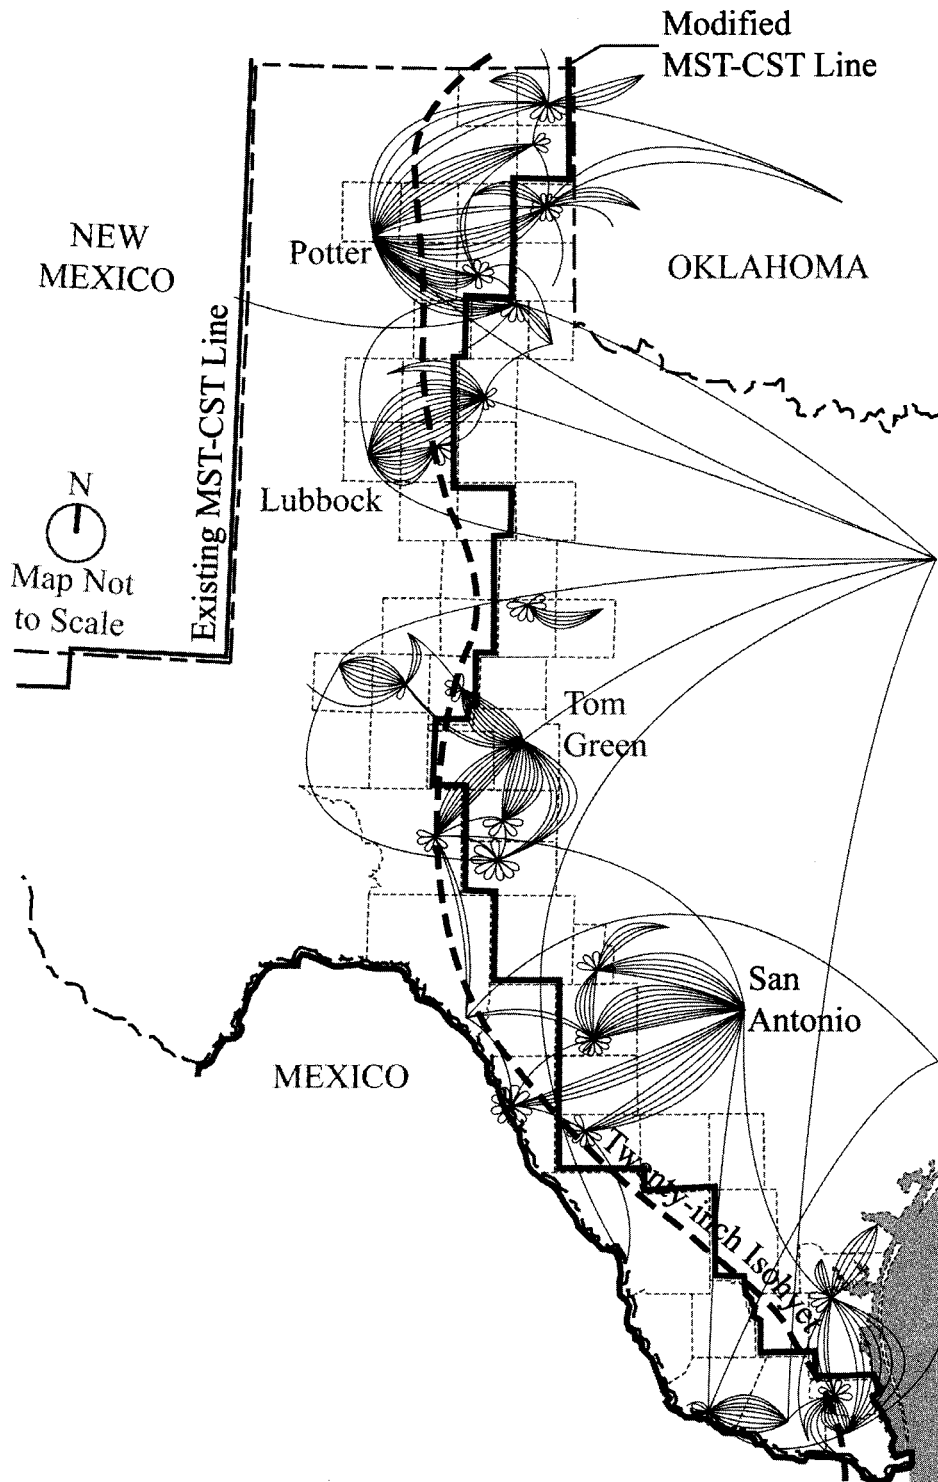 Modified
MST-CST Line
NEW
MEXICO
Potter
OKLAHOMA
Existing MST-CST Line
Lubbock
N
Map Not
to Scale
Tom
Green
San
Antonio
MEXICO
Twenty-inch Isohyet